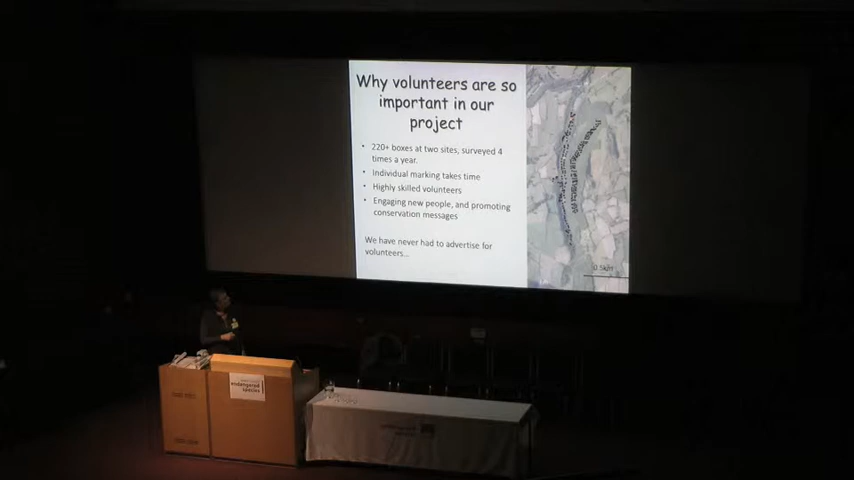 Why volunteers are so
important in our
project
• 220+ boxes at two sites, surveyed 4
times a year.
• Individual marking takes time
• Highly skilled volunteers
• Engaging new people, and promoting
conservation messages
We have never had to advertise for
volunteers...
0.5km
endangered
species